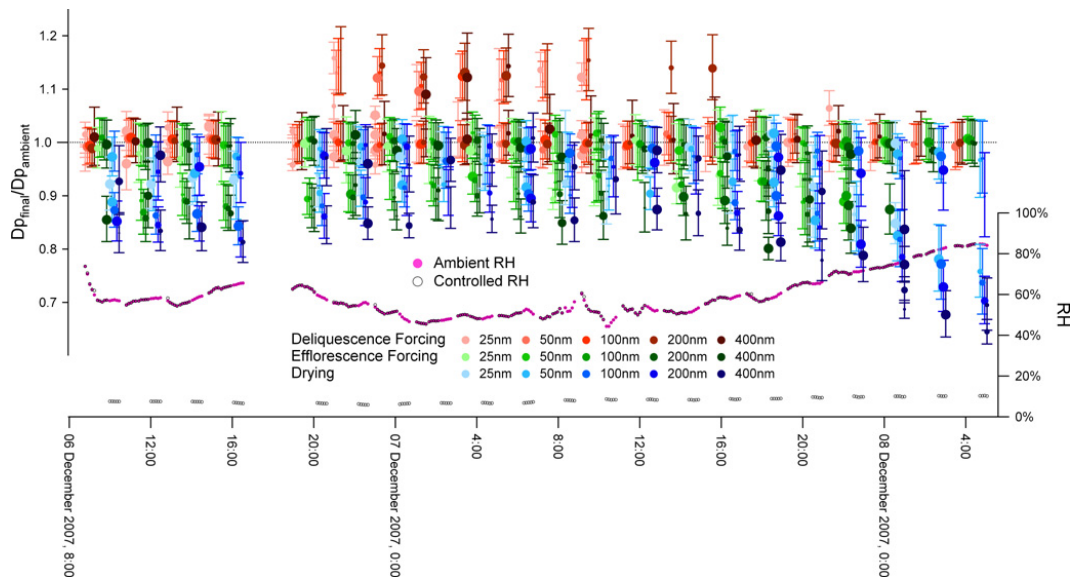 1.2
1.1
1.0
0.9
0.8
0.7
Dp final/Dp ambient
100%
80%
60%
40%
20%
0%
RH
Ambient RH
Controlled RH
Deliquescence Forcing 25nm 50nm 100nm 200nm 400nm
Efflorescence Forcing 25nm 50nm 100nm 200nm 400nm
Drying 25nm 50nm 100nm 200nm 400nm
06 December 2007, 8:00
12:00
16:00
20:00
07 December 2007, 0:00
4:00
8:00
12:00
16:00
20:00
08 December 2007, 0:00
4:00